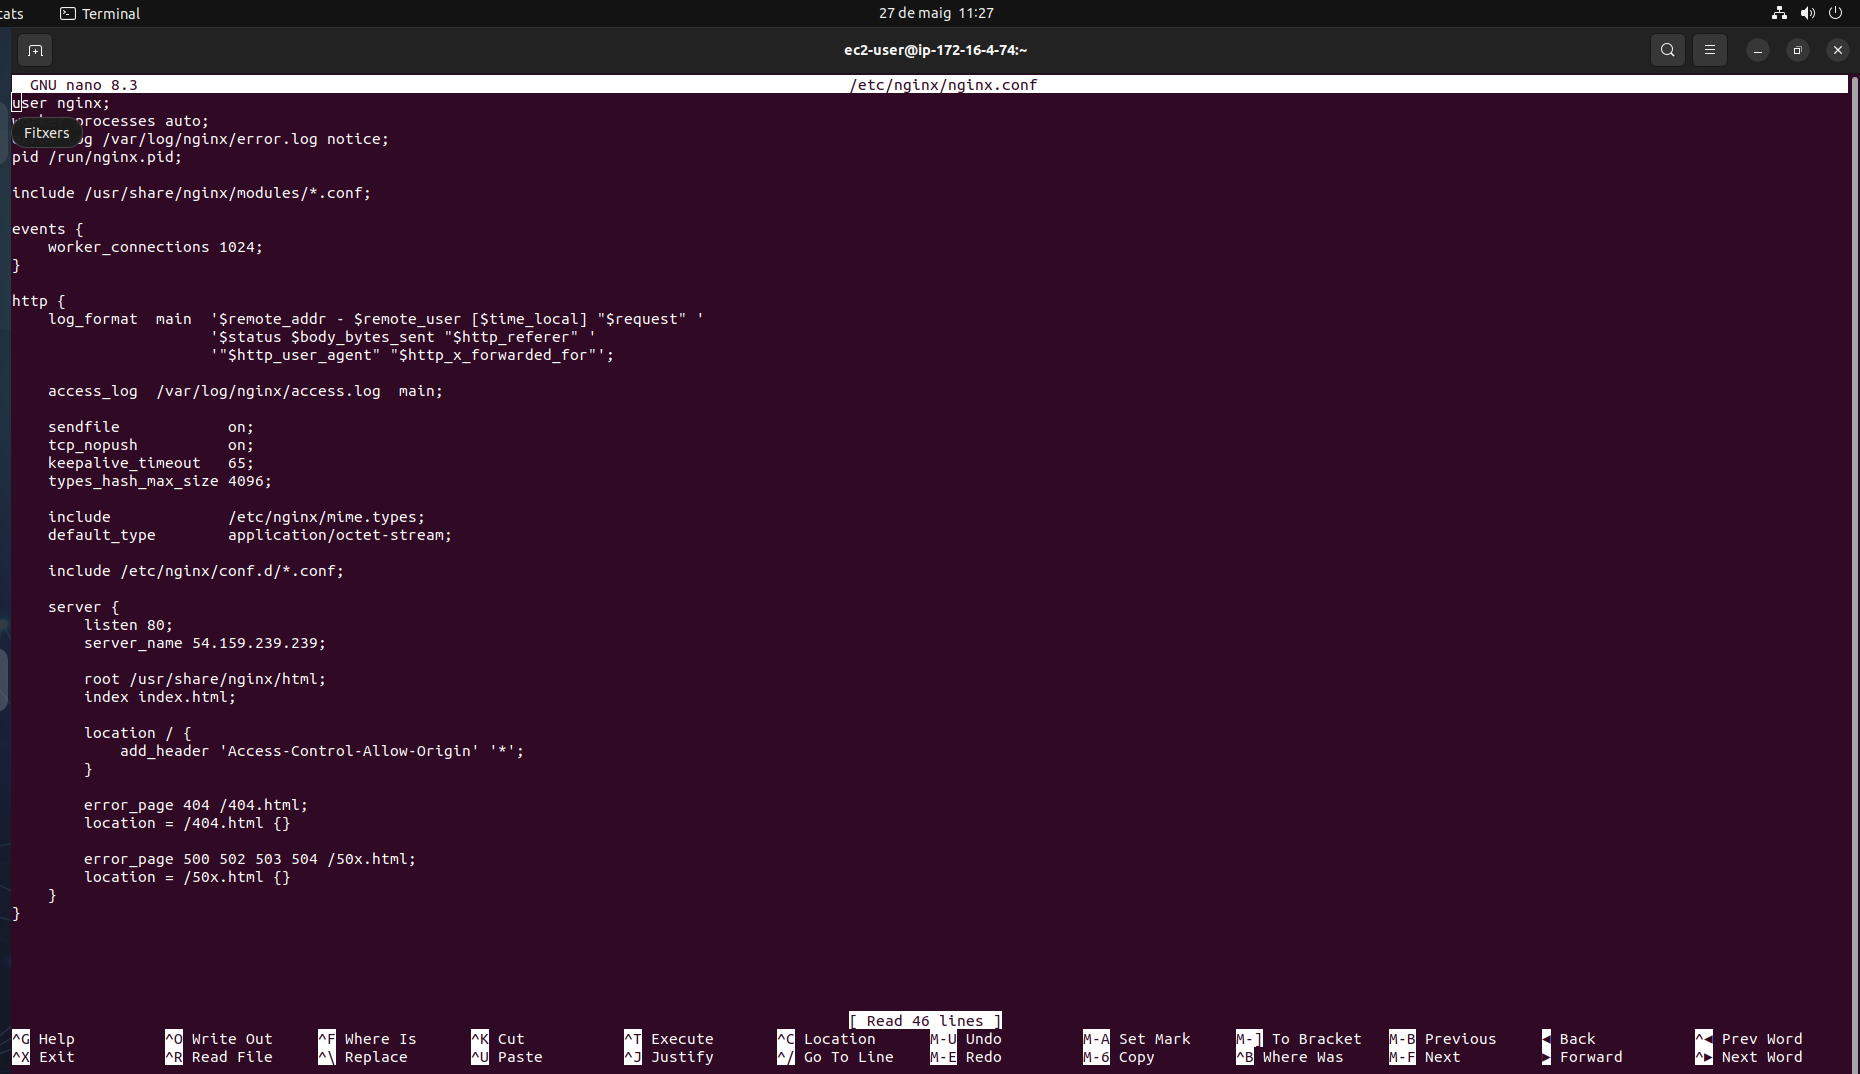 cats
Terminal
27 de maig 11:27
ec2-user@ip-172-16-4-74:~
GNU nano 8.3 /etc/nginx/nginx.conf
user nginx;
processes auto;
Fitxers
/var/log/nginx/error.log notice;
pid /run/nginx.pid;
include /usr/share/nginx/modules/*.conf;
events {
    worker_connections 1024;
}
http {
    log_format  main  '$remote_addr - $remote_user [$time_local] "$request" '
                      '$status $body_bytes_sent "$http_referer" '
                      '"$http_user_agent" "$http_x_forwarded_for"';
    access_log  /var/log/nginx/access.log  main;
    sendfile            on;
    tcp_nopush          on;
    keepalive_timeout   65;
    types_hash_max_size 4096;
    include             /etc/nginx/mime.types;
    default_type        application/octet-stream;
    include /etc/nginx/conf.d/*.conf;
    server {
        listen 80;
        server_name 54.159.239.239;
        root /usr/share/nginx/html;
        index index.html;
        location / {
            add_header 'Access-Control-Allow-Origin' '*';
        }
        error_page 404 /404.html;
        location = /404.html {}
        error_page 500 502 503 504 /50x.html;
        location = /50x.html {}
    }
}
[ Read 46 lines ]
^G Help ^O Write Out ^F Where Is ^K Cut ^T Execute ^C Location M-U Undo M-A Set Mark M-] To Bracket M-B Previous ◂ Back ^◂ Prev Word
^X Exit ^R Read File ^\ Replace ^U Paste ^J Justify ^/ Go To Line M-E Redo M-6 Copy ^B Where Was M-F Next ▸ Forward ^▸ Next Word